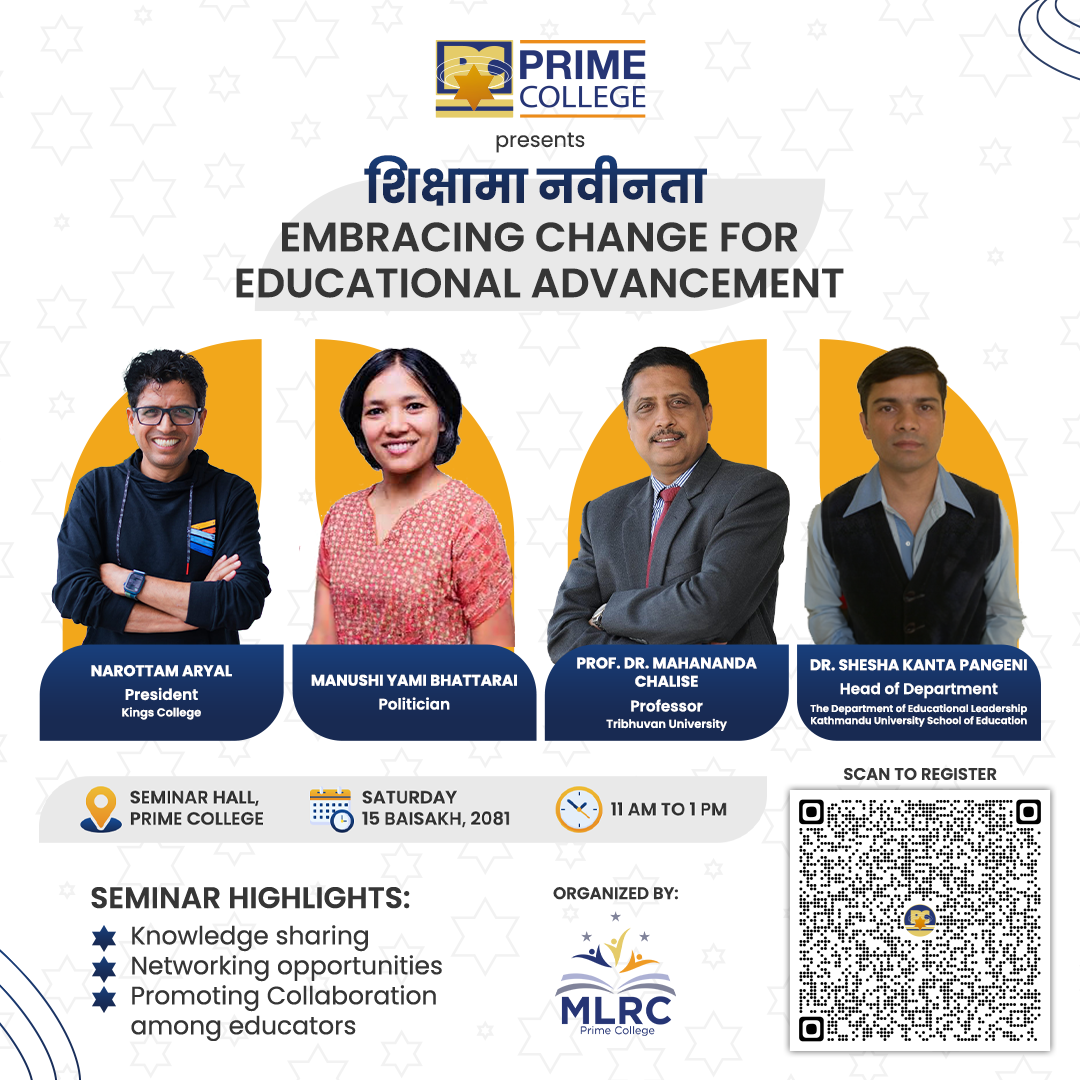 PRIME
COLLEGE
presents
शिक्षामा नवीनता
EMBRACING CHANGE FOR
EDUCATIONAL ADVANCEMENT
NAROTTAM ARYAL
President
Kings College
MANUSHI YAMI BHATTARAI
Politician
PROF. DR. MAHANANDA
CHALISE
Professor
Tribhuvan University
DR. SHESHA KANTA PANGENI
Head of Department
The Department of Educational Leadership
Kathmandu University School of Education
SEMINAR HALL,
PRIME COLLEGE
SATURDAY
15 BAISAKH, 2081
11 AM TO 1 PM
SCAN TO REGISTER
SEMINAR HIGHLIGHTS:
Knowledge sharing
Networking opportunities
Promoting Collaboration
among educators
ORGANIZED BY:
MLRC
Prime College
PC